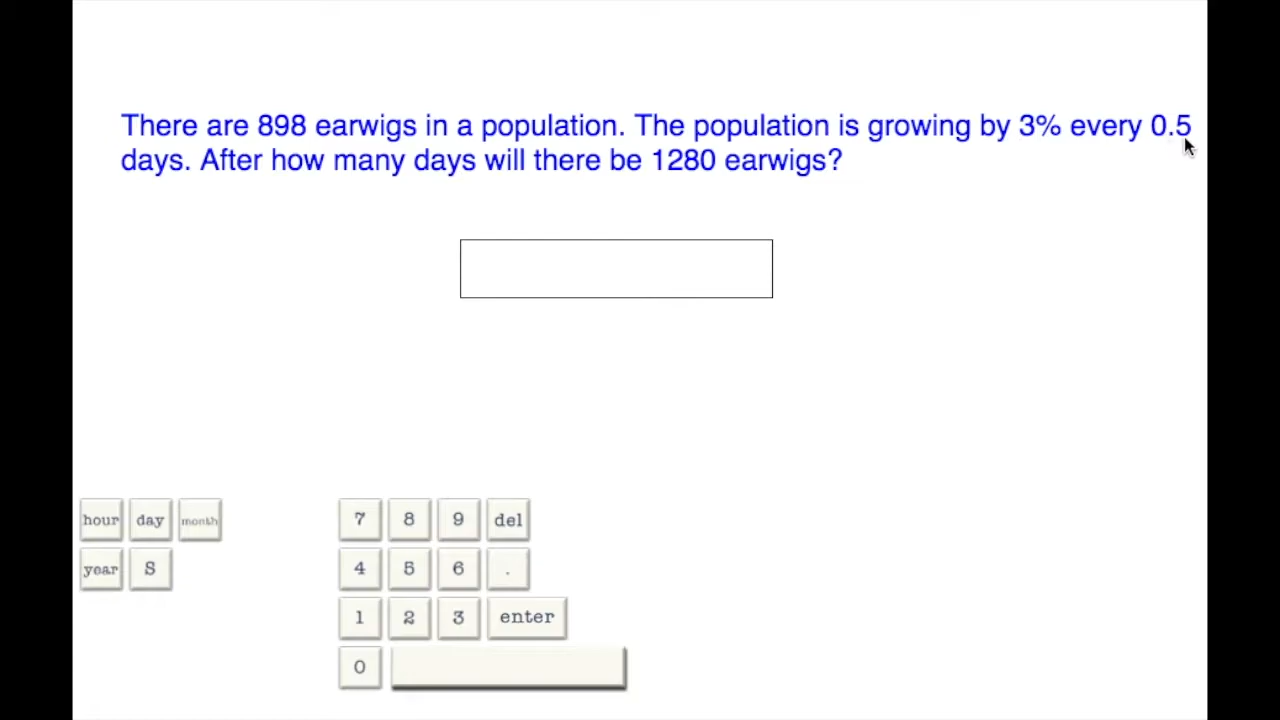 There are 898 earwigs in a population. The population is growing by 3% every 0.5
days. After how many days will there be 1280 earwigs?
hour day month
year S
7 8 9 del
4 5 6 .
1 2 3 enter
0